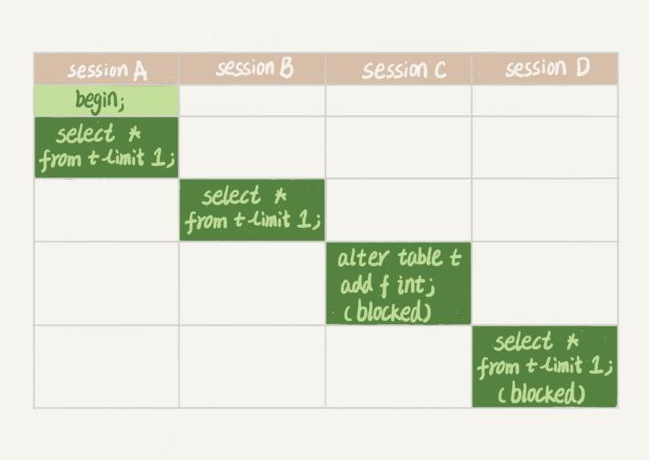 session A
session B
session C
session D
begin;
select *
from t limit 1;
select *
from t limit 1;
alter table t
add f int;
(blocked)
select *
from t limit 1;
(blocked)